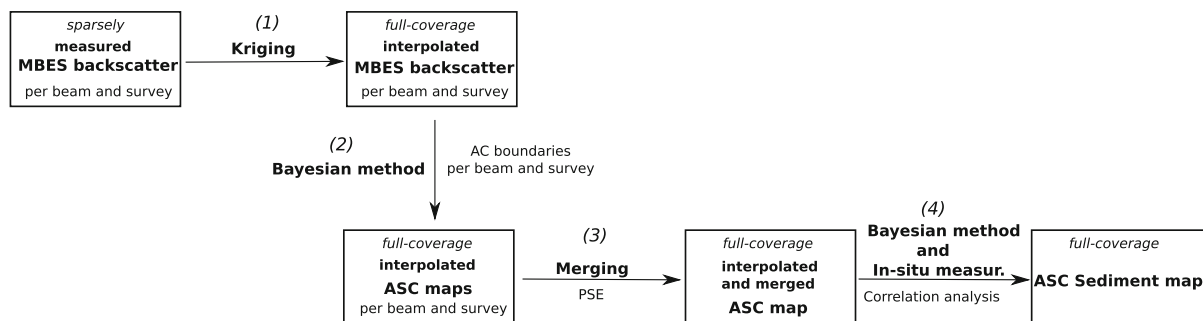 sparsely
measured
MBES backscatter
per beam and survey
(1)
Kriging
full-coverage
interpolated
MBES backscatter
per beam and survey
(2)
Bayesian method
AC boundaries
per beam and survey
full-coverage
interpolated
ASC maps
per beam and survey
(3)
Merging
PSE
full-coverage
interpolated
and merged
ASC map
(4)
Bayesian method
and
In-situ measur.
Correlation analysis
full-coverage
ASC Sediment map